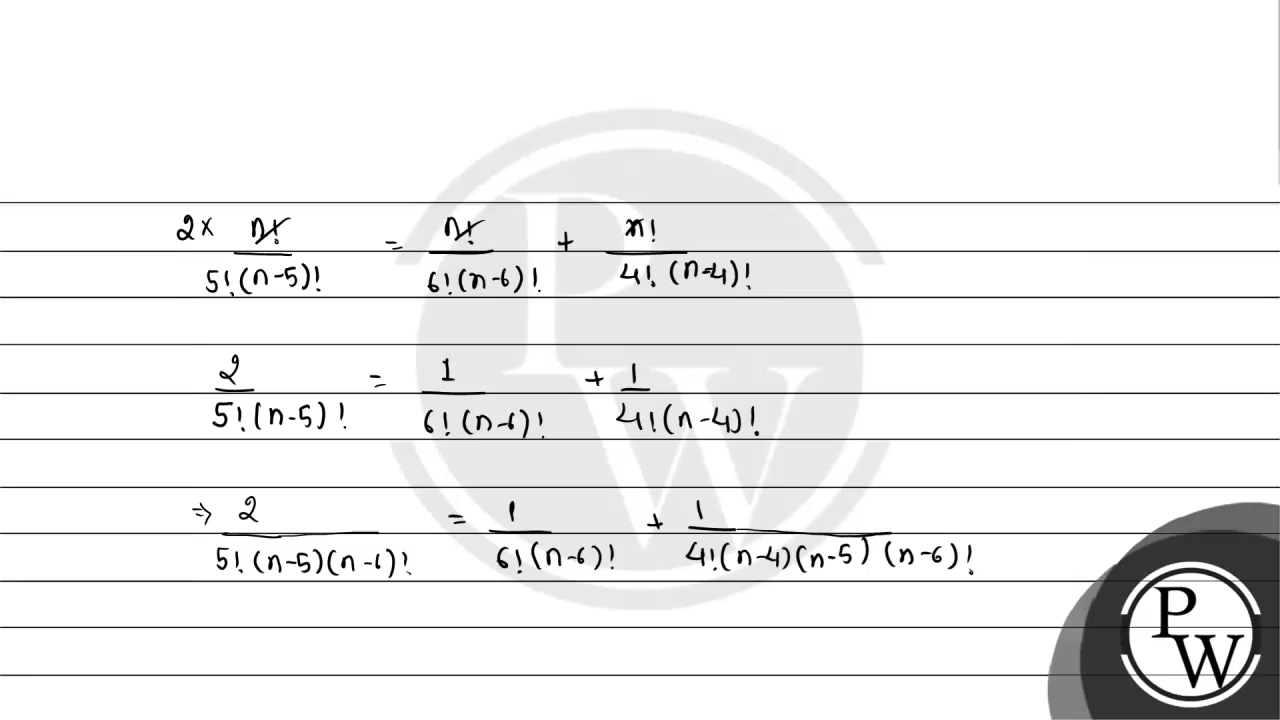 2 × n!/5!(n-5)! = n!/6!(n-6)! + n!/4!(n-4)!
2/5!(n-5)! = 1/6!(n-6)! + 1/4!(n-4)!
⇒ 2/5!(n-5)(n-6)! = 1/6!(n-6)! + 1/4!(n-4)(n-5)(n-6)!
P
W
P
W